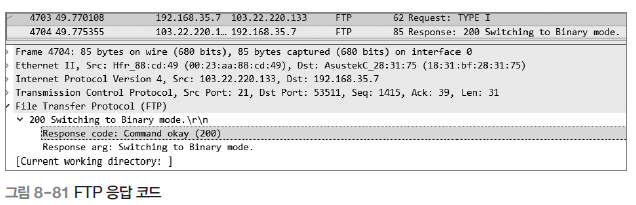 4703 49.770108 192.168.35.7 103.22.220.133 FTP 62 Request: TYPE I
4704 49.775355 103.22.220.1… 192.168.35.7 FTP 85 Response: 200 Switching to Binary mode.
Frame 4704: 85 bytes on wire (680 bits), 85 bytes captured (680 bits) on interface 0
Ethernet II, Src: Hfr_88:cd:49 (00:23:aa:88:cd:49), Dst: AsustekC_28:31:75 (18:31:bf:28:31:75)
Internet Protocol Version 4, Src: 103.22.220.133, Dst: 192.168.35.7
Transmission Control Protocol, Src Port: 21, Dst Port: 53511, Seq: 1415, Ack: 39, Len: 31
File Transfer Protocol (FTP)
200 Switching to Binary mode.\r\n
Response code: Command okay (200)
Response arg: Switching to Binary mode.
[Current working directory: ]
그림 8-81 FTP 응답 코드